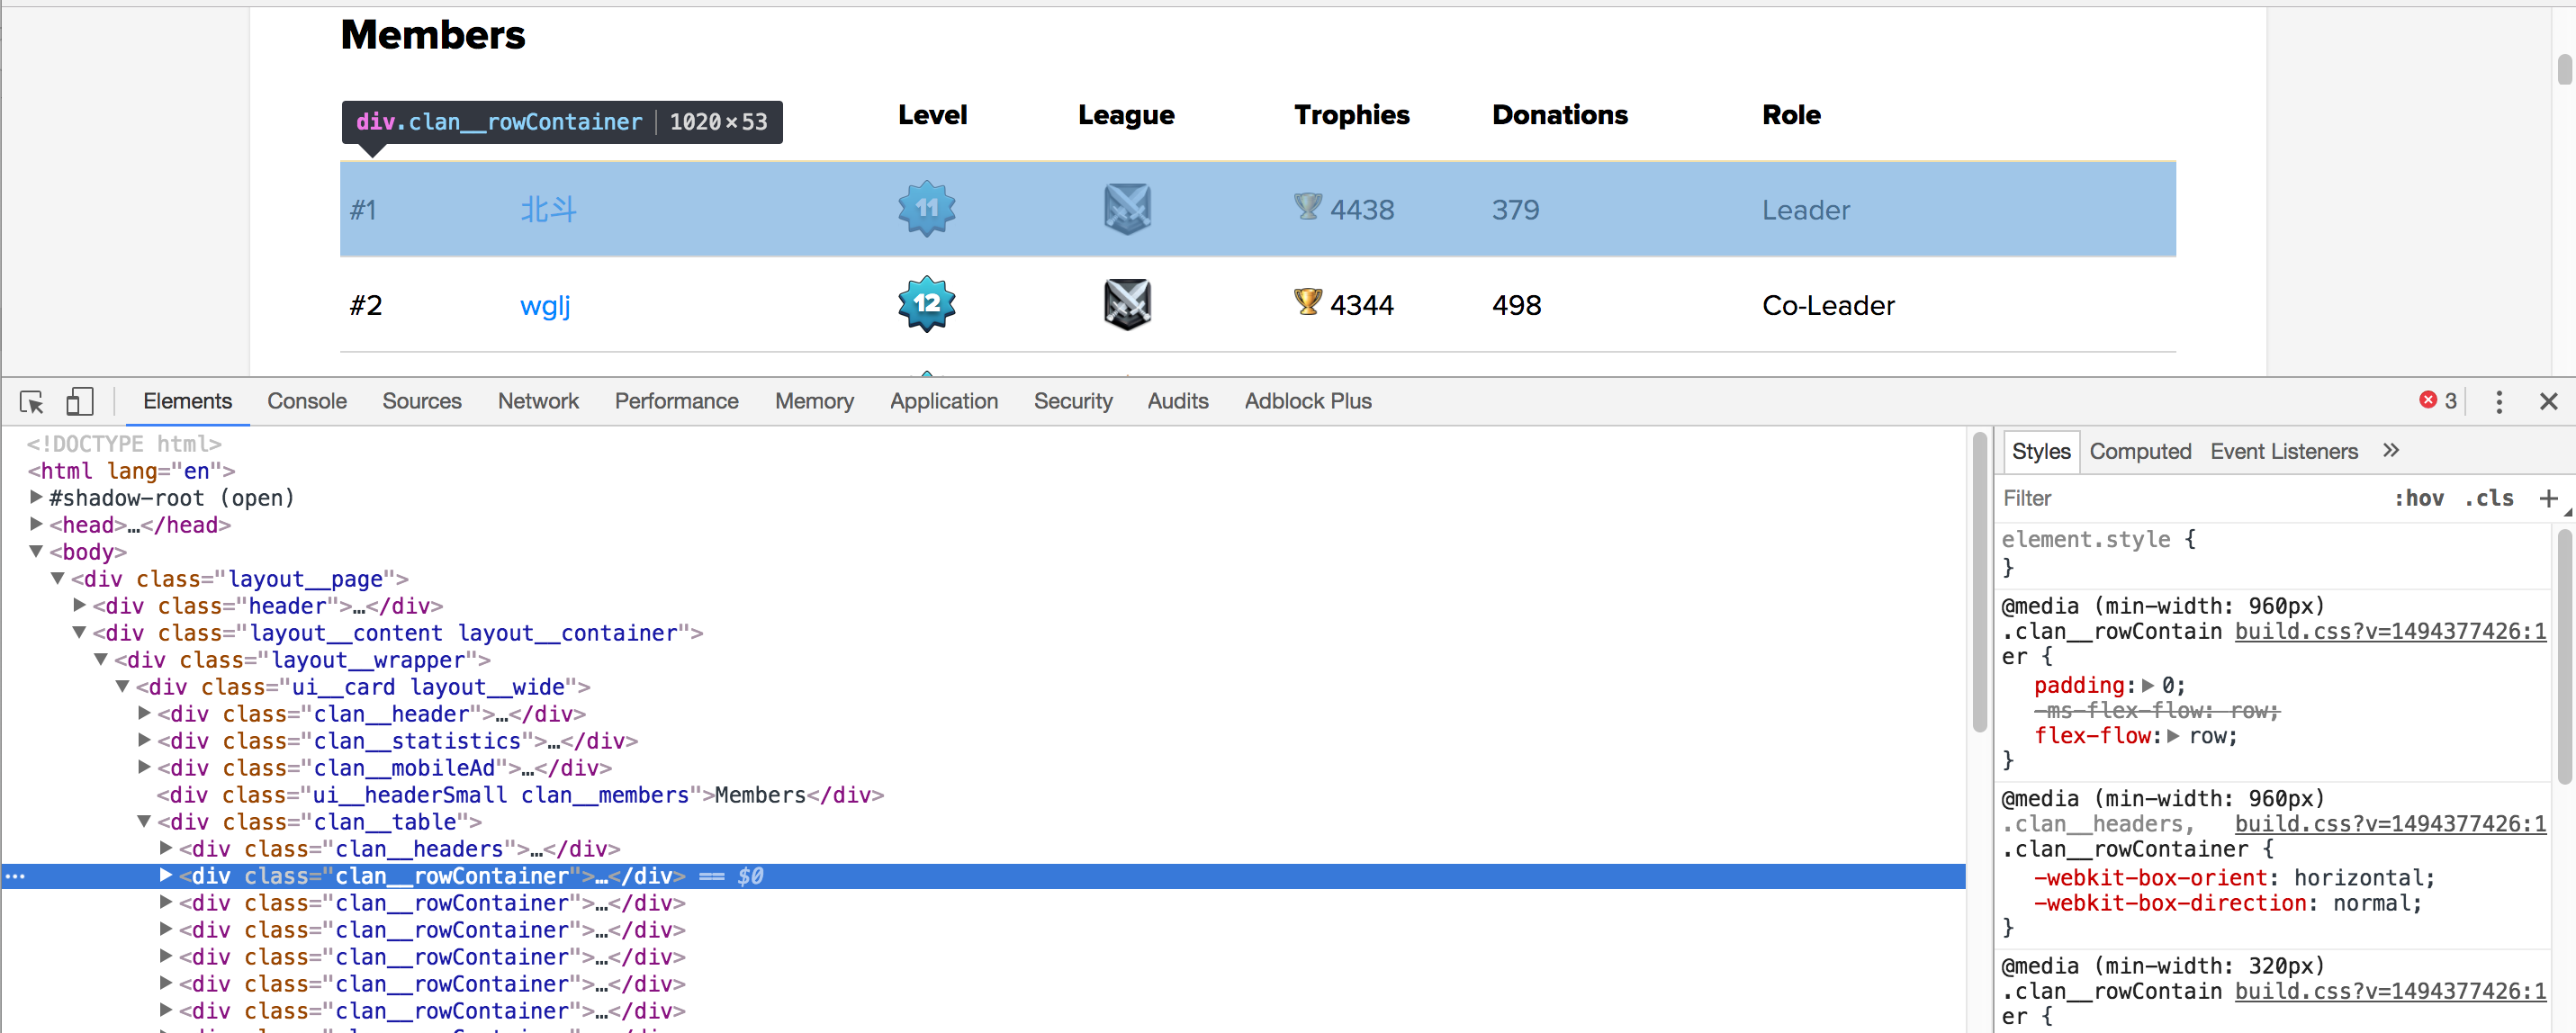 Members
div.clan__rowContainer | 1020 × 53
Level League Trophies Donations Role
#1 北斗 11 4438 379 Leader
#2 wglj 12 4344 498 Co-Leader
Elements Console Sources Network Performance Memory Application Security Audits Adblock Plus 3
<!DOCTYPE html>
<html lang="en">
#shadow-root (open)
<head>…</head>
<body>
<div class="layout__page">
<div class="header">…</div>
<div class="layout__content layout__container">
<div class="layout__wrapper">
<div class="ui__card layout__wide">
<div class="clan__header">…</div>
<div class="clan__statistics">…</div>
<div class="clan__mobileAd">…</div>
<div class="ui__headerSmall clan__members">Members</div>
<div class="clan__table">
<div class="clan__headers">…</div>
<div class="clan__rowContainer">…</div> == $0
<div class="clan__rowContainer">…</div>
<div class="clan__rowContainer">…</div>
<div class="clan__rowContainer">…</div>
<div class="clan__rowContainer">…</div>
<div class="clan__rowContainer">…</div>
Styles Computed Event Listeners »
Filter :hov .cls +
element.style {
}
@media (min-width: 960px)
.clan__rowContain build.css?v=1494377426:1
er {
padding: 0;
-ms-flex-flow: row;
flex-flow: row;
}
@media (min-width: 960px)
.clan__headers, build.css?v=1494377426:1
.clan__rowContainer {
-webkit-box-orient: horizontal;
-webkit-box-direction: normal;
}
@media (min-width: 320px)
.clan__rowContain build.css?v=1494377426:1
er {